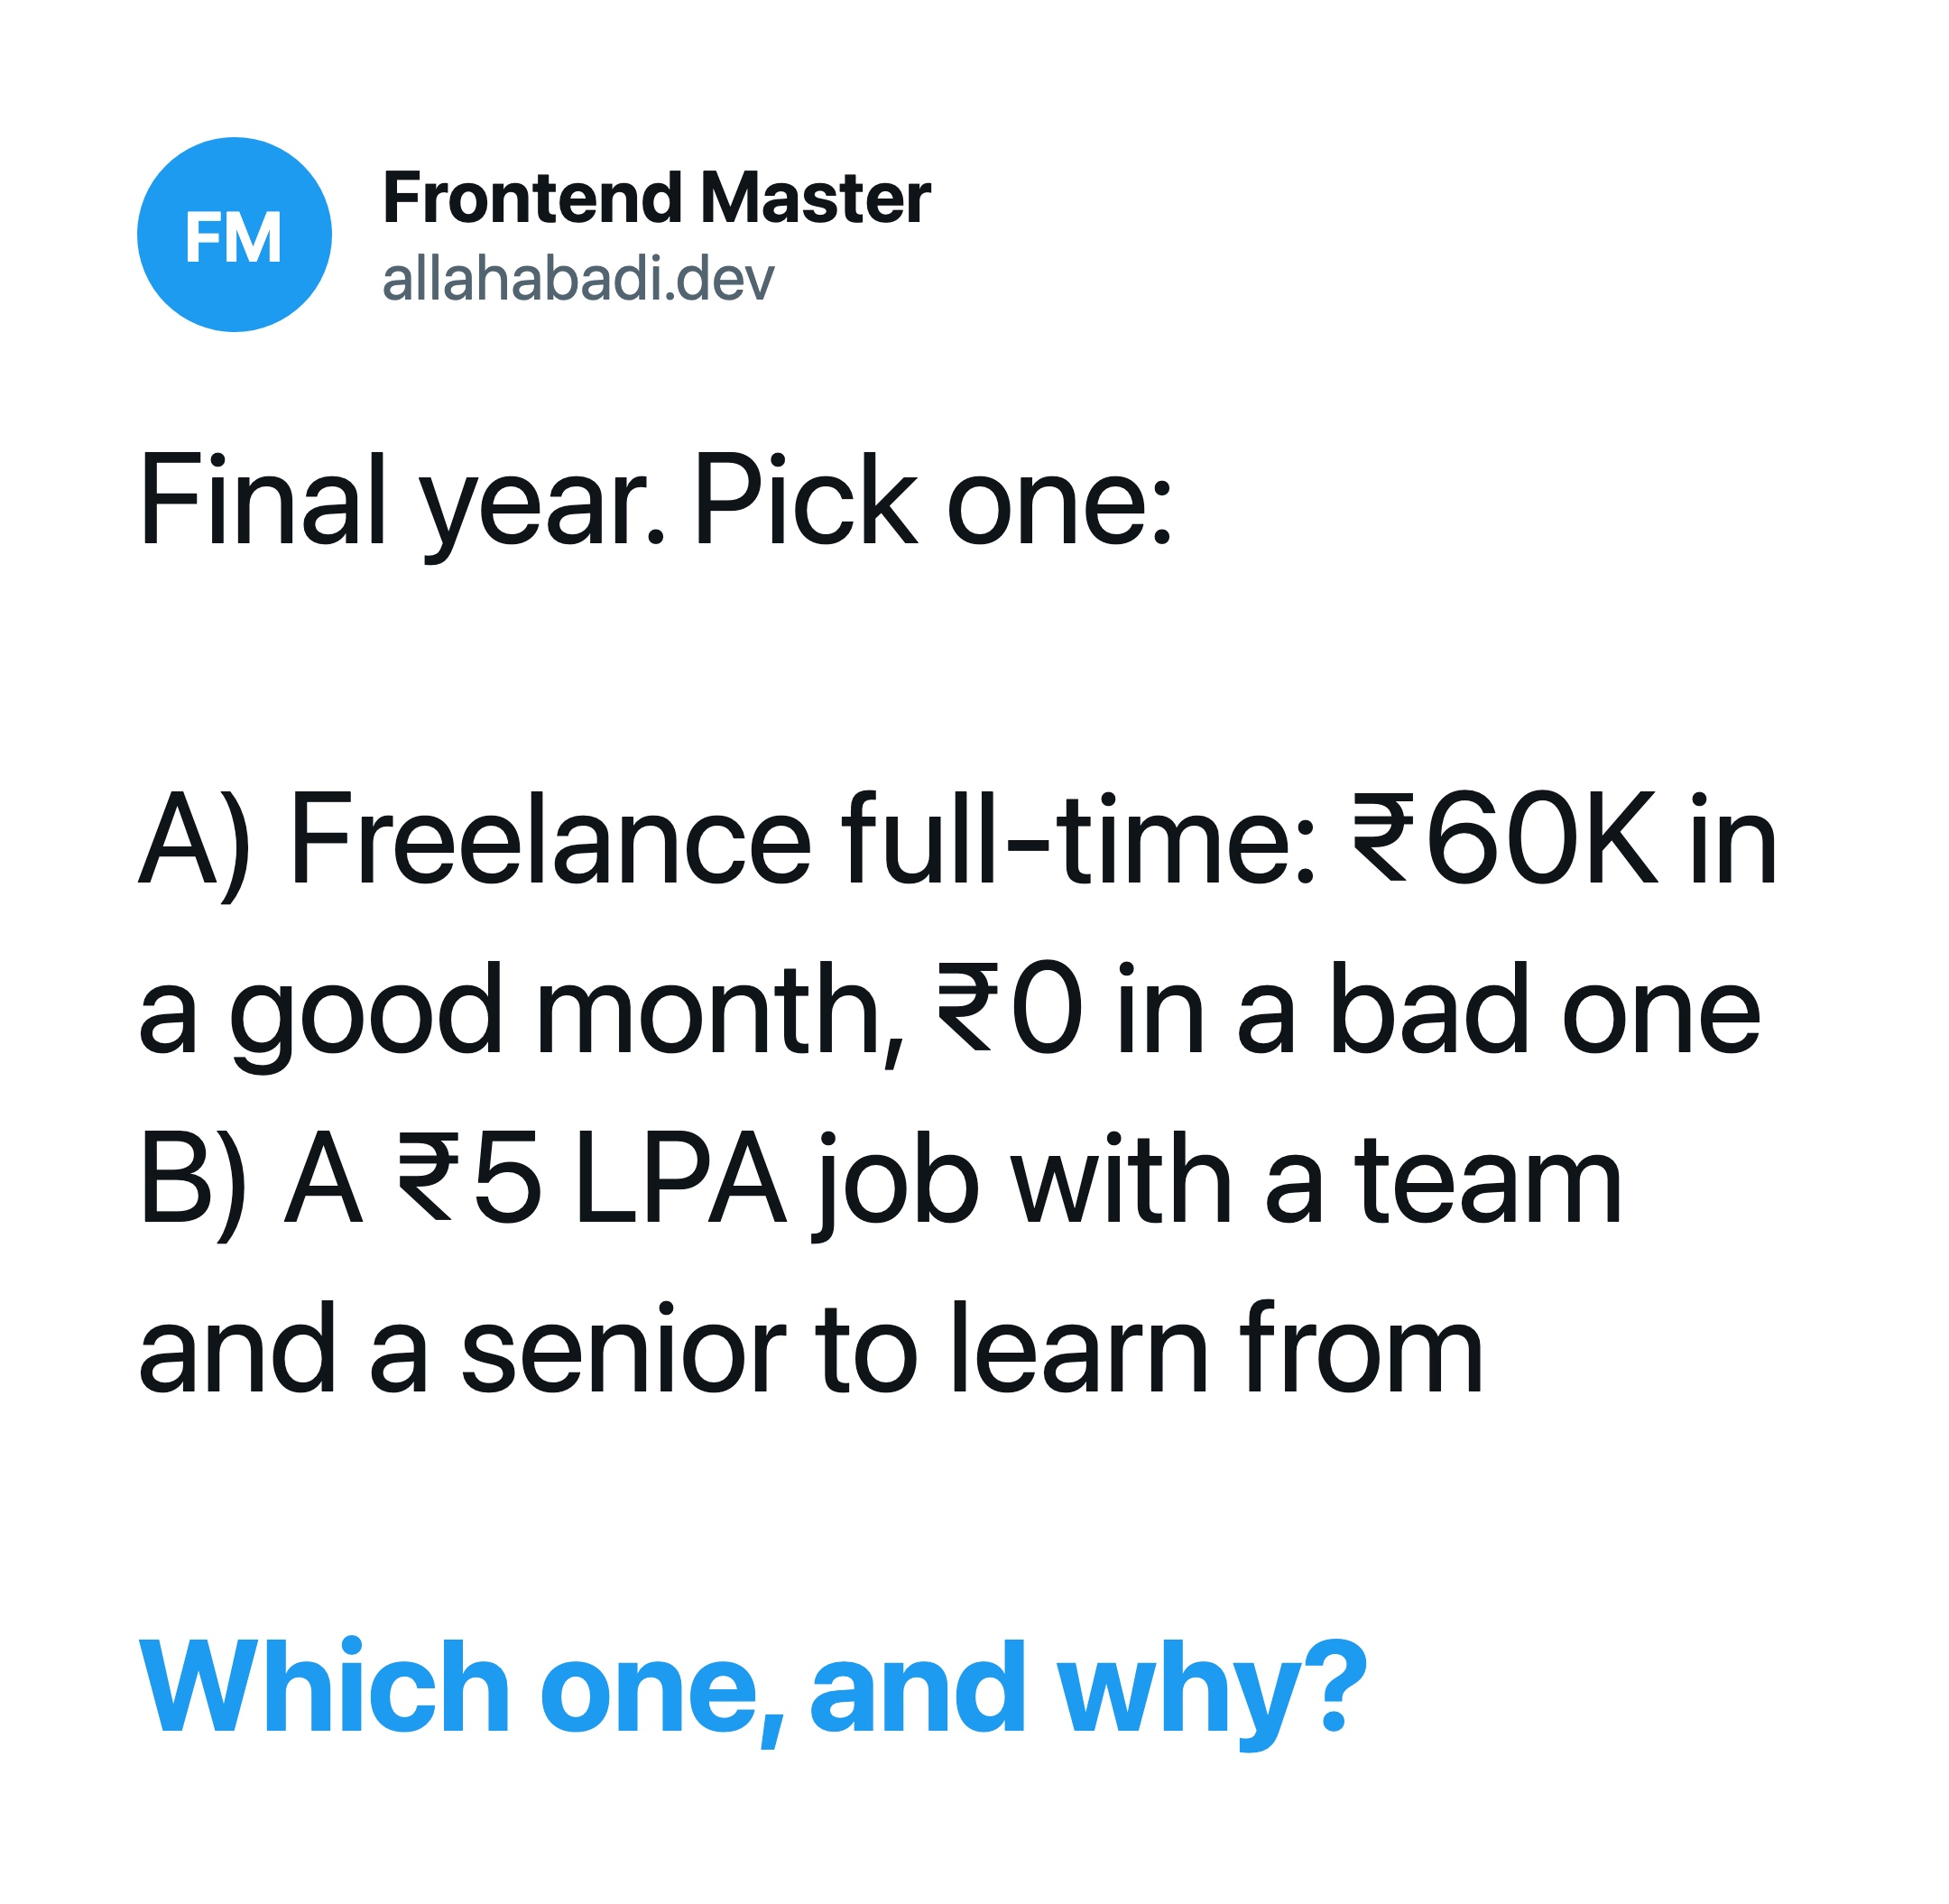 FM
Frontend Master
allahabadi.dev
Final year. Pick one:
A) Freelance full-time: ₹60K in
a good month, ₹0 in a bad one
B) A ₹5 LPA job with a team
and a senior to learn from
Which one, and why?